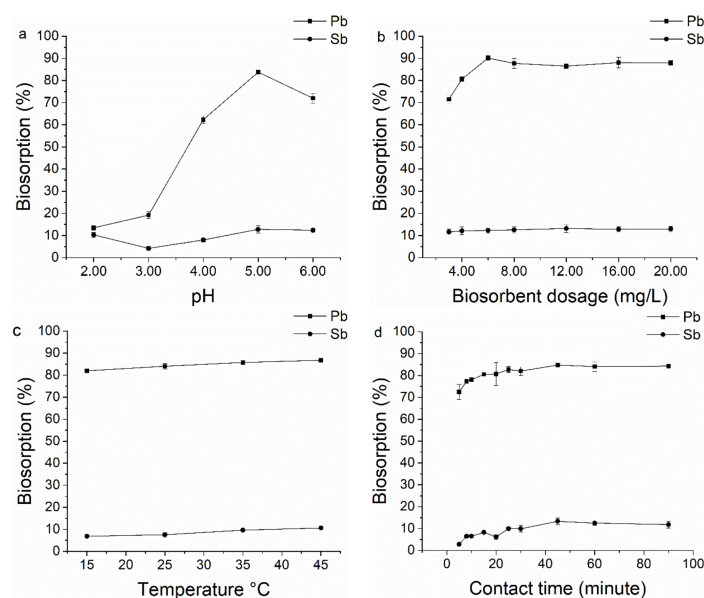 a
Pb
Sb
100
90
80
70
60
50
40
30
20
10
0
Biosorption (%)
2.00 3.00 4.00 5.00 6.00
pH
b
Pb
Sb
100
90
80
70
60
50
40
30
20
10
0
Biosorption (%)
4.00 8.00 12.00 16.00 20.00
Biosorbent dosage (mg/L)
c
Pb
Sb
100
90
80
70
60
50
40
30
20
10
0
Biosorption (%)
15 20 25 30 35 40 45
Temperature °C
d
Pb
Sb
100
90
80
70
60
50
40
30
20
10
0
Biosorption (%)
0 20 40 60 80 100
Contact time (minute)